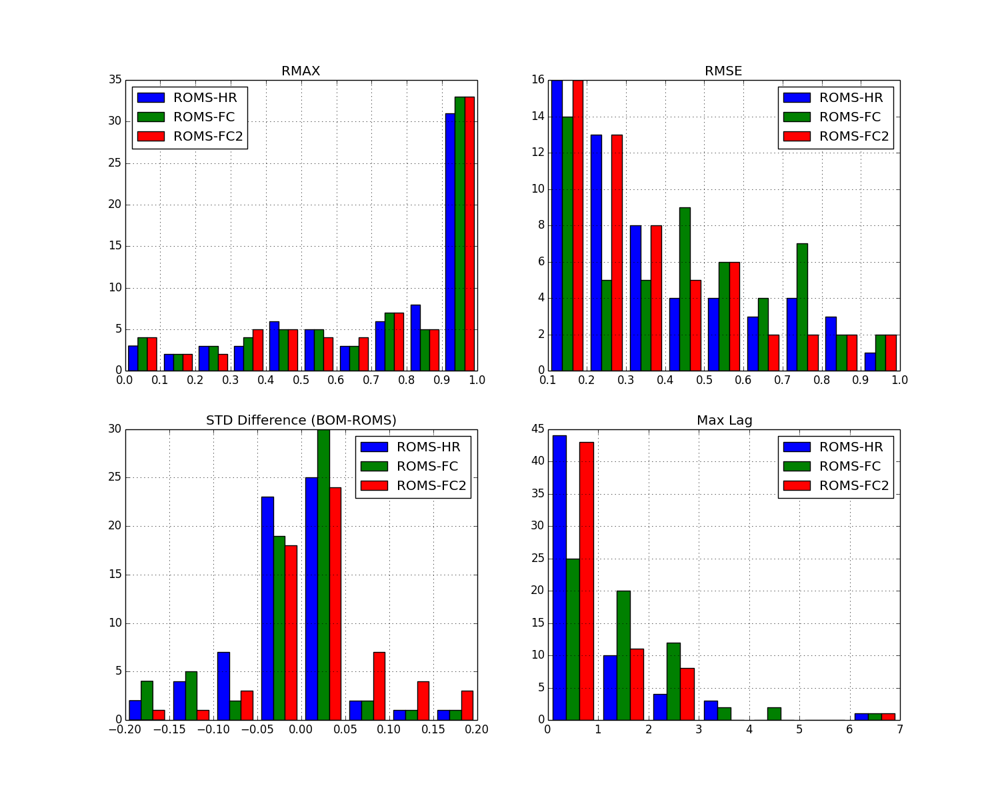 RMAX
35
30
25
20
15
10
5
0
ROMS-HR
ROMS-FC
ROMS-FC2
0.0 0.1 0.2 0.3 0.4 0.5 0.6 0.7 0.8 0.9 1.0
RMSE
16
14
12
10
8
6
4
2
0
ROMS-HR
ROMS-FC
ROMS-FC2
0.1 0.2 0.3 0.4 0.5 0.6 0.7 0.8 0.9 1.0
STD Difference (BOM-ROMS)
30
25
20
15
10
5
0
ROMS-HR
ROMS-FC
ROMS-FC2
−0.20 −0.15 −0.10 −0.05 0.00 0.05 0.10 0.15 0.20
Max Lag
45
40
35
30
25
20
15
10
5
0
ROMS-HR
ROMS-FC
ROMS-FC2
0 1 2 3 4 5 6 7